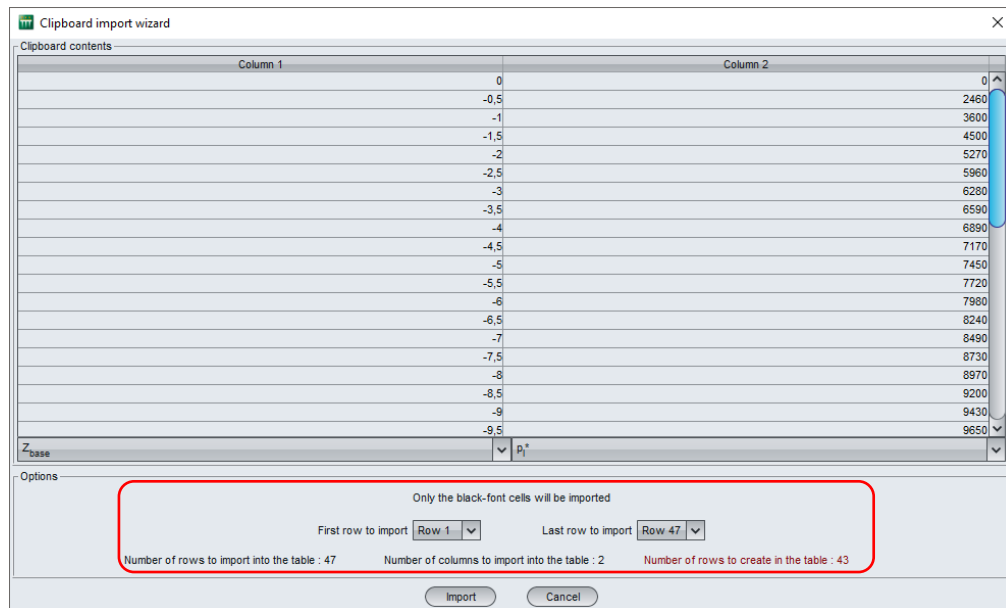 Clipboard import wizard
Clipboard contents
Column 1 Column 2
0 0
-0,5 2460
-1 3600
-1,5 4500
-2 5270
-2,5 5960
-3 6280
-3,5 6590
-4 6890
-4,5 7170
-5 7450
-5,5 7720
-6 7980
-6,5 8240
-7 8490
-7,5 8730
-8 8970
-8,5 9200
-9 9430
-9,5 9650
Zbase pl*
Options
Only the black-font cells will be imported
First row to import Row 1 Last row to import Row 47
Number of rows to import into the table : 47 Number of columns to import into the table : 2 Number of rows to create in the table : 43
Import Cancel